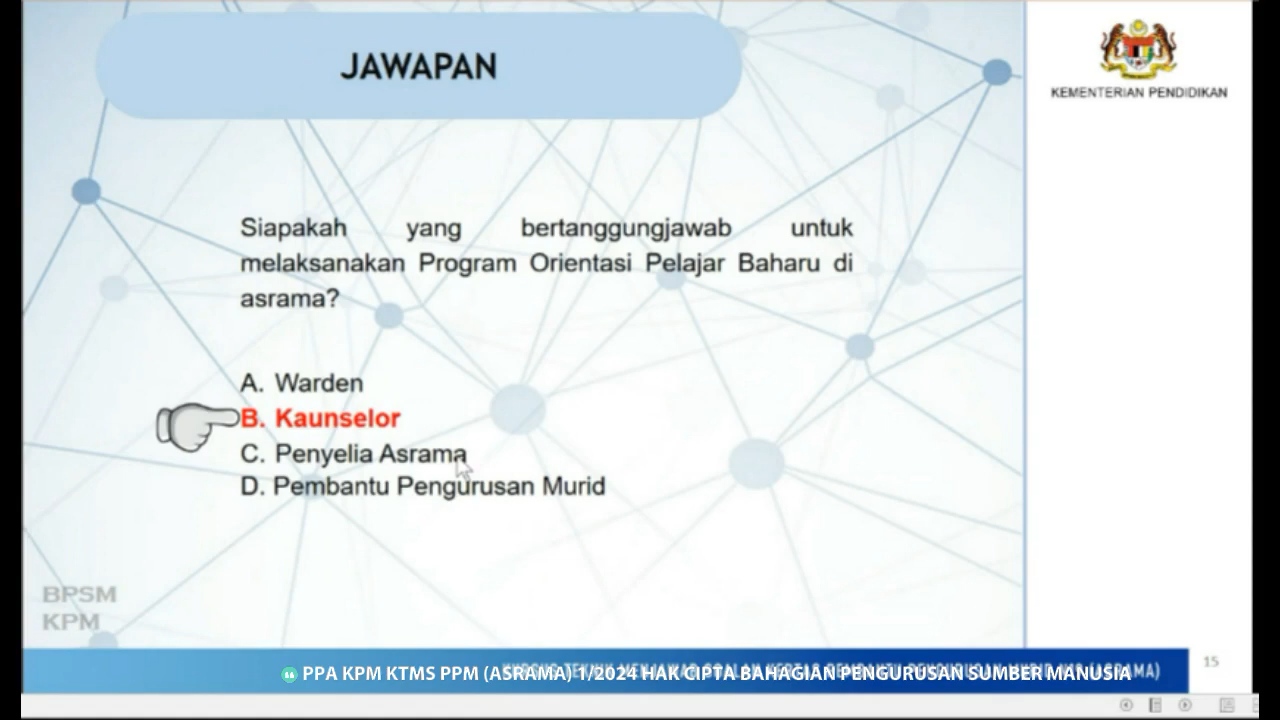 JAWAPAN
KEMENTERIAN PENDIDIKAN
Siapakah yang bertanggungjawab untuk
melaksanakan Program Orientasi Pelajar Baharu di
asrama?
A. Warden
B. Kaunselor
C. Penyelia Asrama
D. Pembantu Pengurusan Murid
BPSM
KPM
PPA KPM KTMS PPM (ASRAMA) 1/2024 HAK CIPTA BAHAGIAN PENGURUSAN SUMBER MANUSIA
15